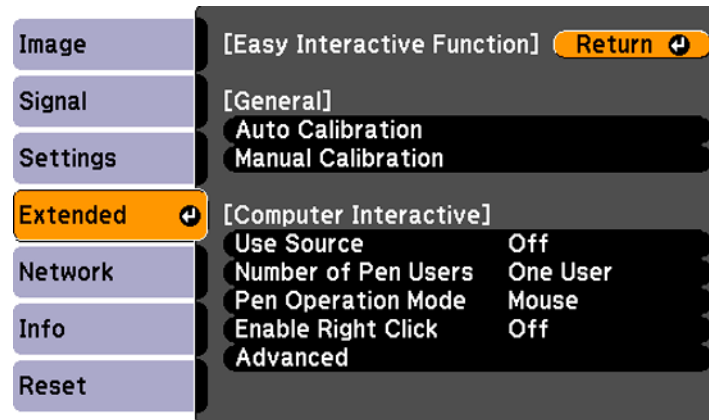 Image
Signal
Settings
Extended
Network
Info
Reset
[Easy Interactive Function] Return
[General]
Auto Calibration
Manual Calibration
[Computer Interactive]
Use Source Off
Number of Pen Users One User
Pen Operation Mode Mouse
Enable Right Click Off
Advanced